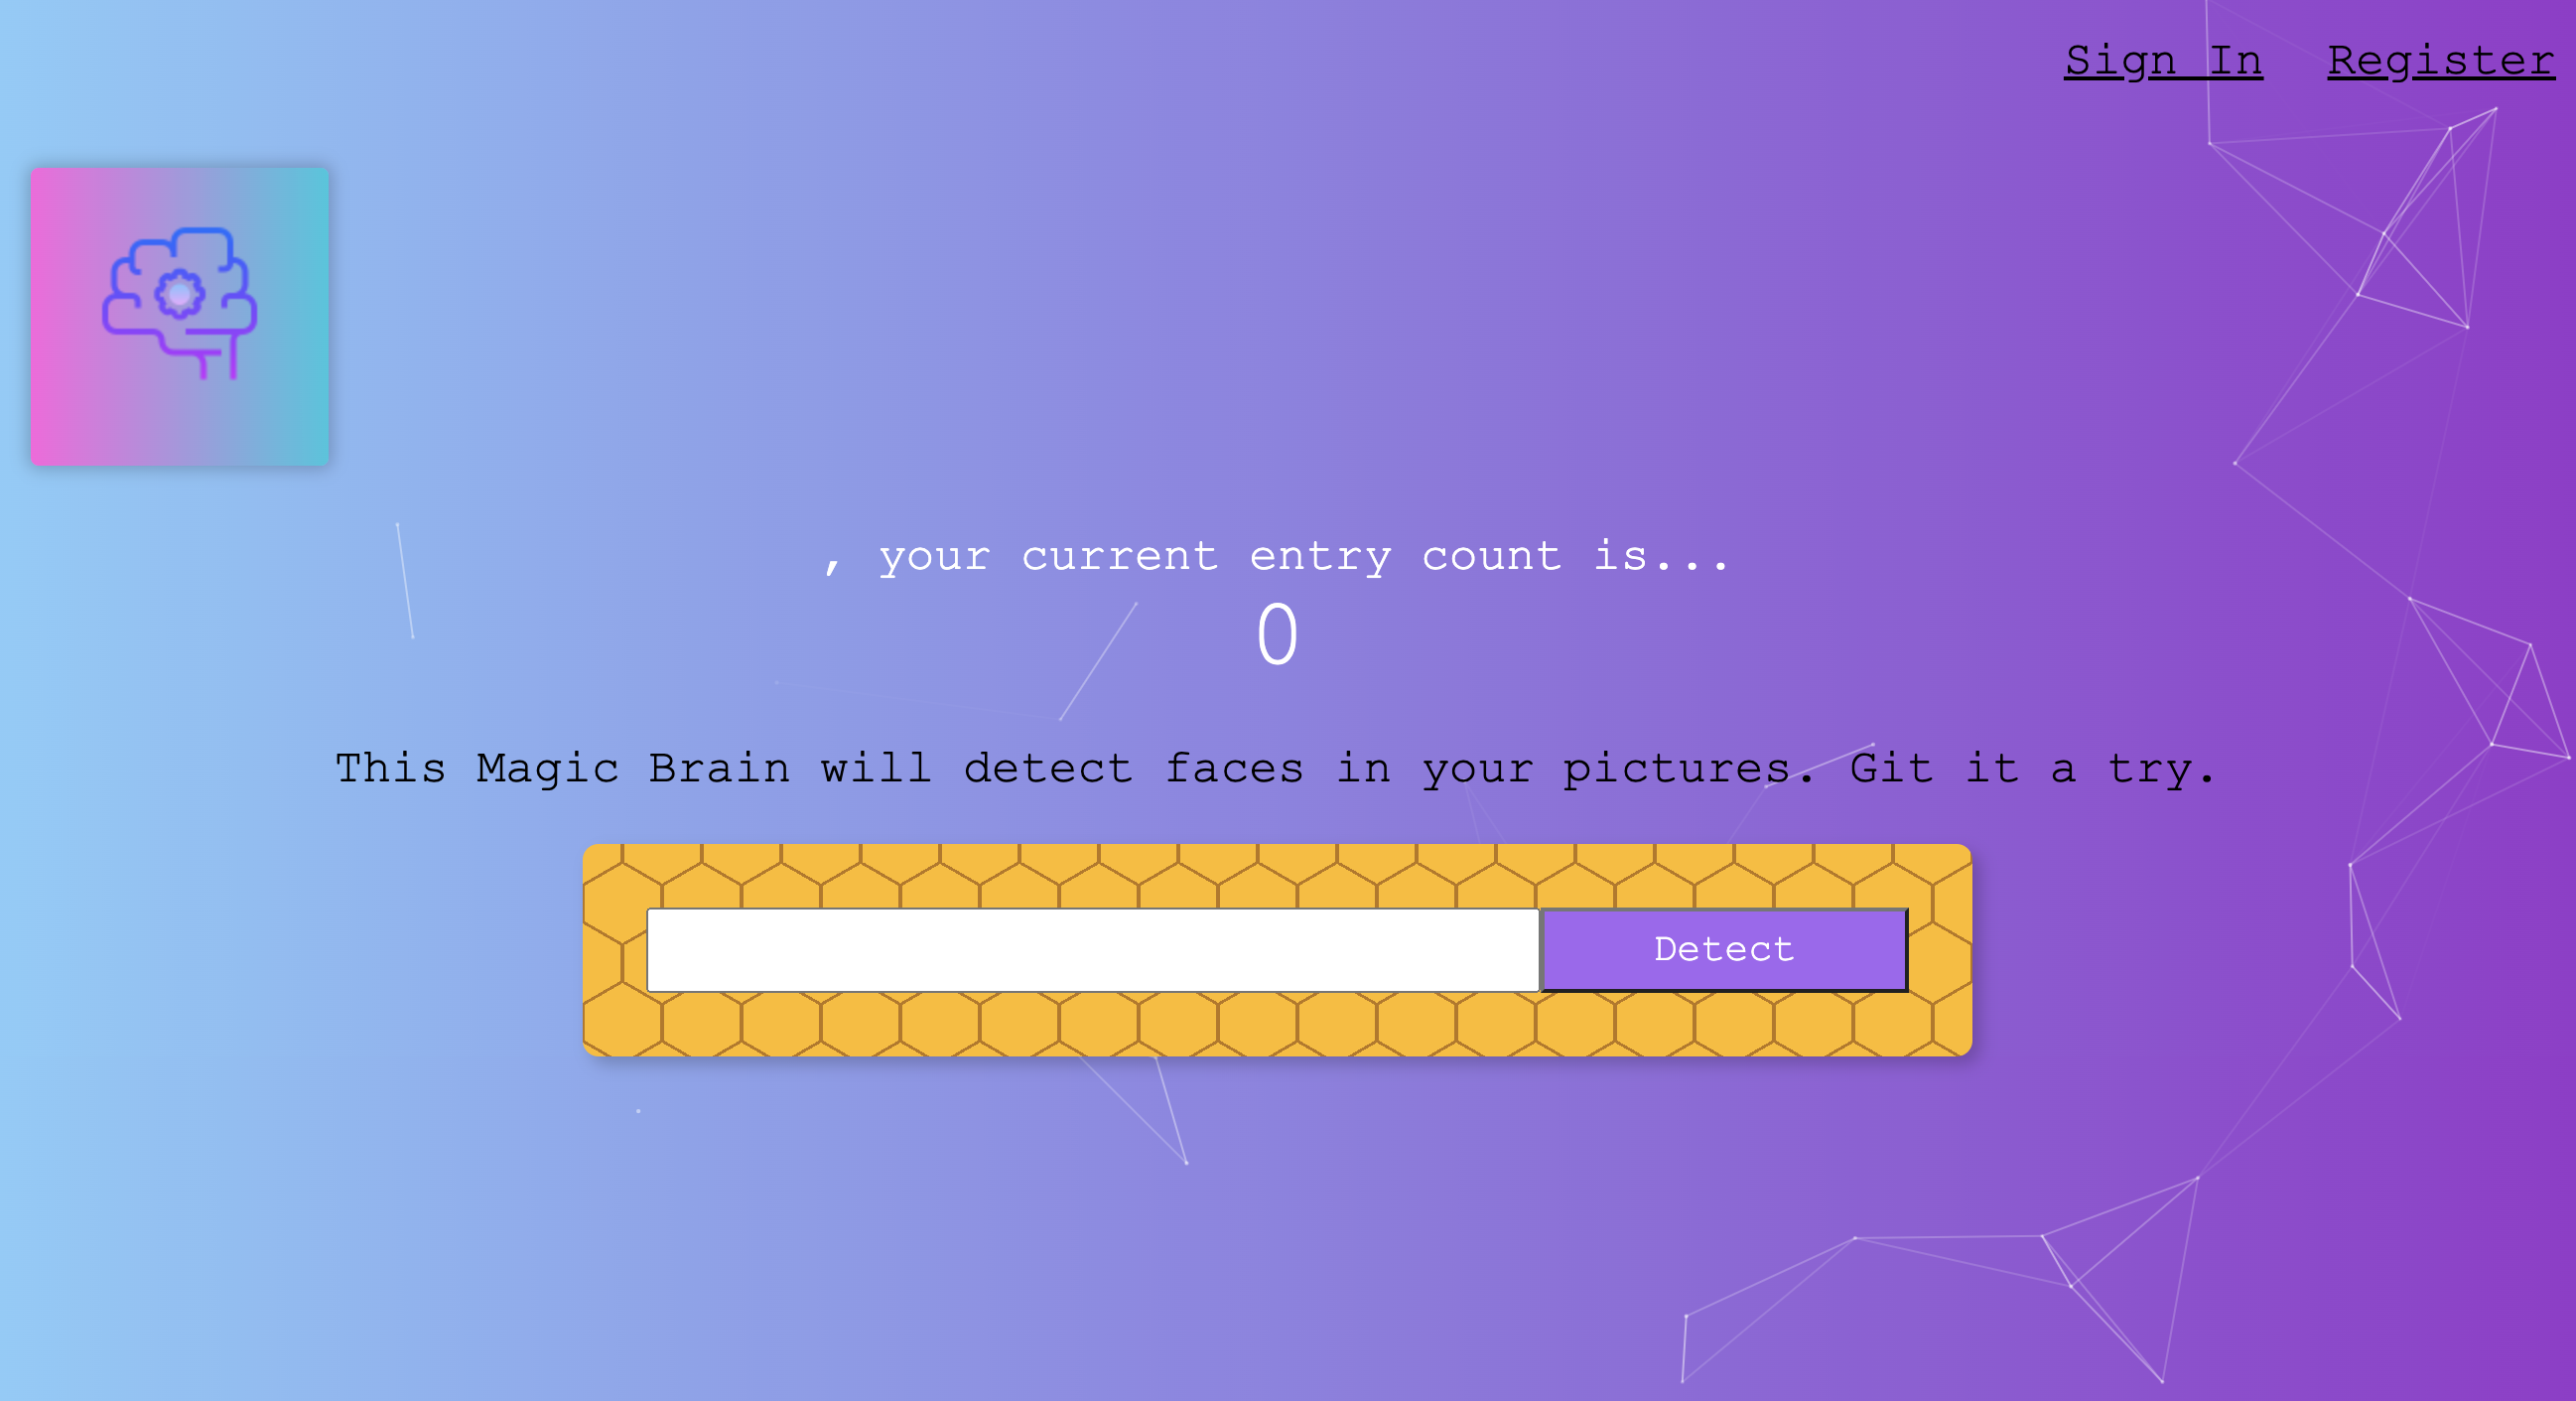 Sign In Register
, your current entry count is...
0
This Magic Brain will detect faces in your pictures. Git it a try.
Detect